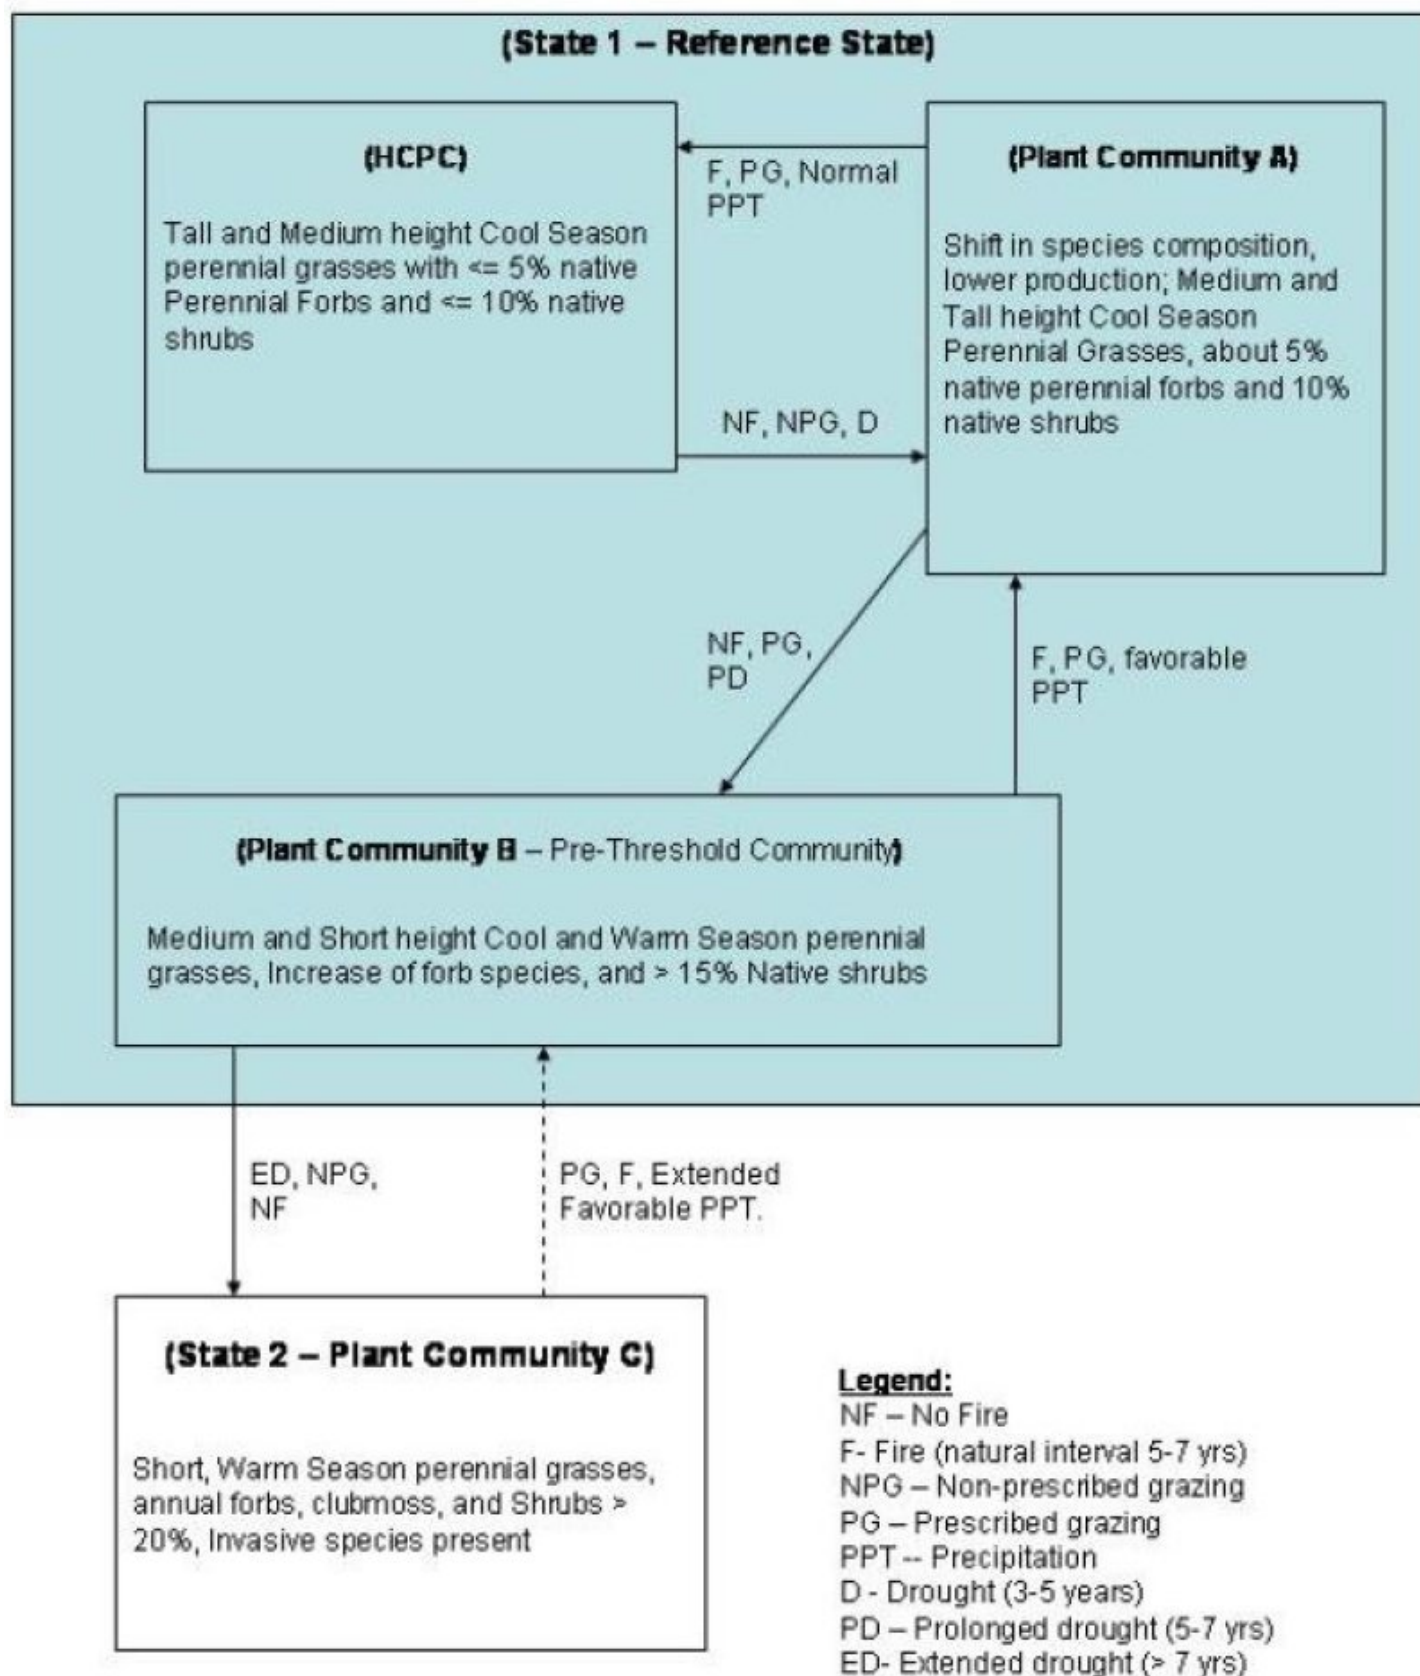 (State 1 – Reference State)
(HCPC)
Tall and Medium height Cool Season
perennial grasses with <= 5% native
Perennial Forbs and <= 10% native
shrubs
F, PG, Normal
PPT
NF, NPG, D
(Plant Community A)
Shift in species composition,
lower production; Medium and
Tall height Cool Season
Perennial Grasses, about 5%
native perennial forbs and 10%
native shrubs
NF, PG,
PD
F, PG, favorable
PPT
(Plant Community B – Pre-Threshold Community)
Medium and Short height Cool and Warm Season perennial
grasses, Increase of forb species, and > 15% Native shrubs
ED, NPG,
NF
PG, F, Extended
Favorable PPT.
(State 2 – Plant Community C)
Short, Warm Season perennial grasses,
annual forbs, clubmoss, and Shrubs >
20%, Invasive species present
Legend:
NF – No Fire
F- Fire (natural interval 5-7 yrs)
NPG – Non-prescribed grazing
PG – Prescribed grazing
PPT -- Precipitation
D - Drought (3-5 years)
PD – Prolonged drought (5-7 yrs)
ED- Extended drought (> 7 yrs)